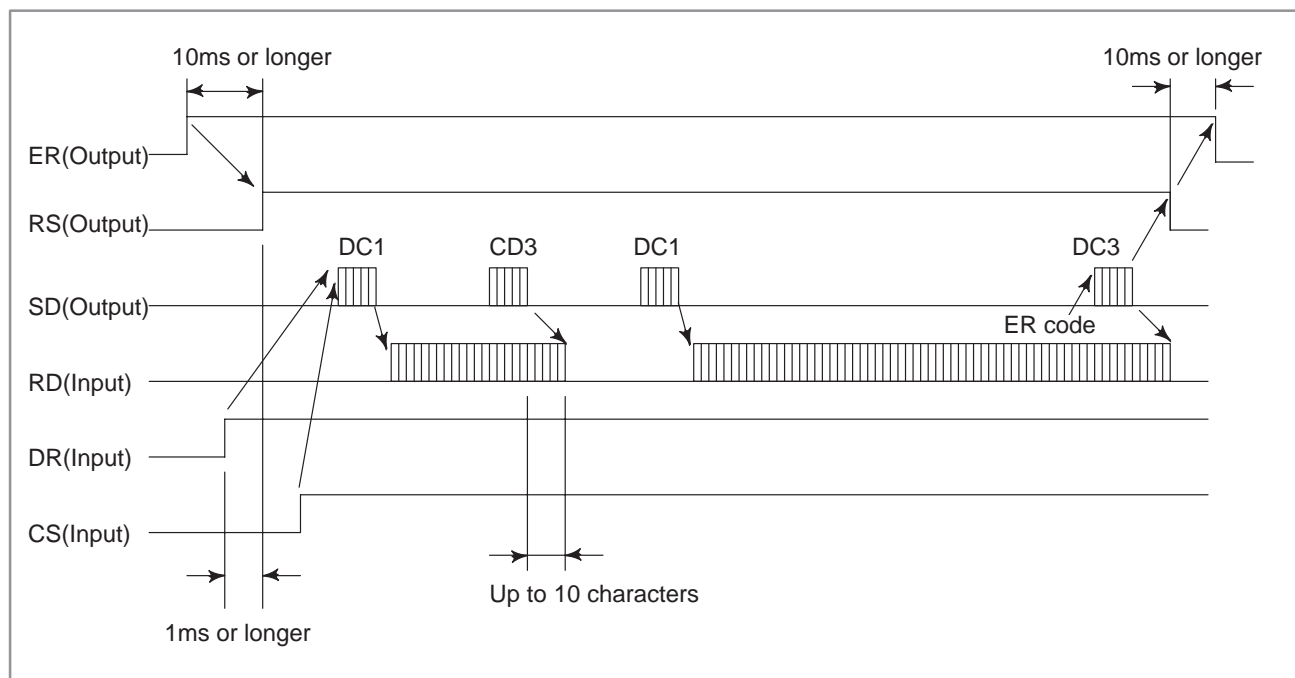 10ms or longer
10ms or longer
ER(Output)
RS(Output)
DC1
CD3
DC1
DC3
SD(Output)
ER code
RD(Input)
DR(Input)
CS(Input)
Up to 10 characters
1ms or longer